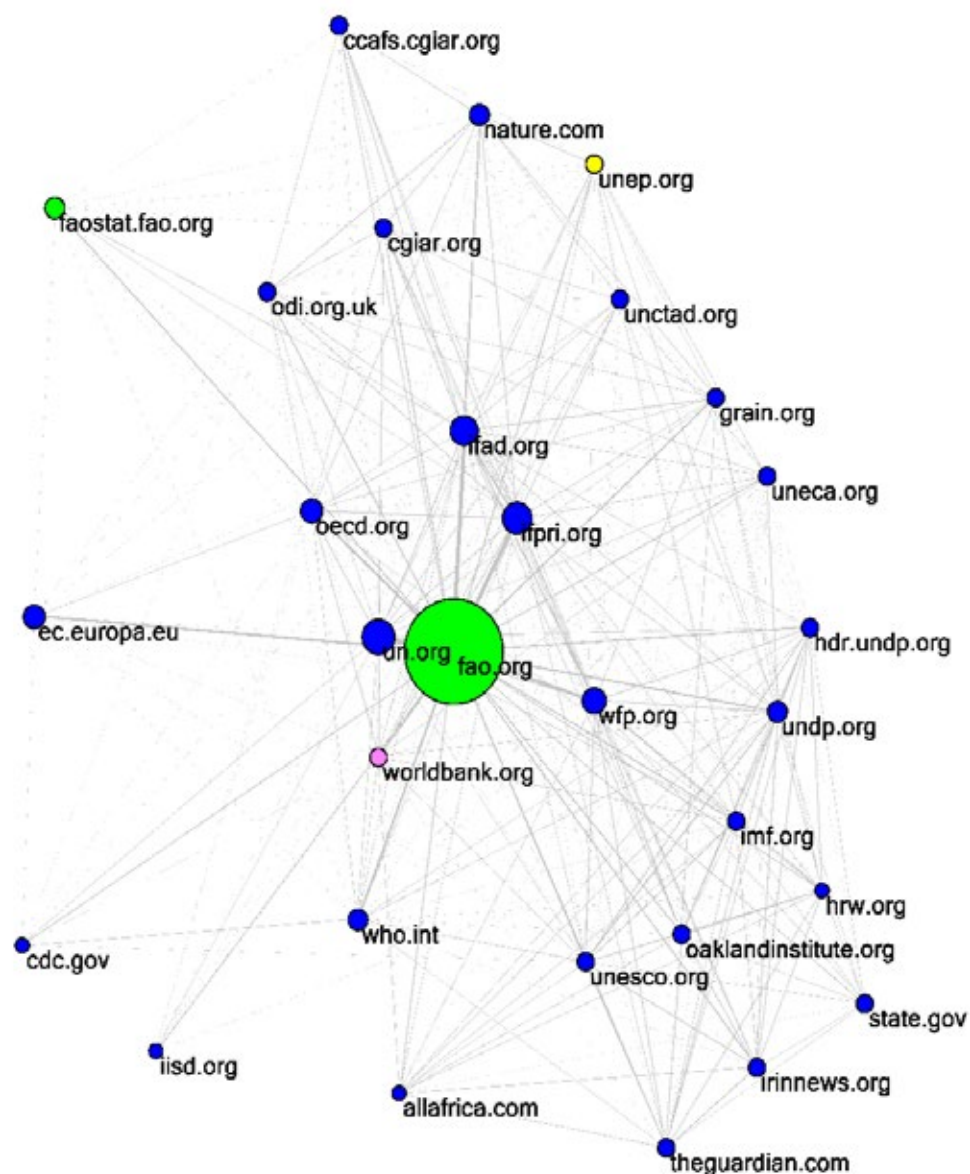 ccafs.cgiar.org
nature.com
unep.org
faostat.fao.org
cgiar.org
odi.org.uk
unctad.org
grain.org
ifad.org
uneca.org
oecd.org
ifpri.org
ec.europa.eu
hdr.undp.org
un.org
fao.org
wfp.org
undp.org
worldbank.org
imf.org
hrw.org
who.int
oaklandinstitute.org
cdc.gov
unesco.org
state.gov
iisd.org
irinnews.org
allafrica.com
theguardian.com